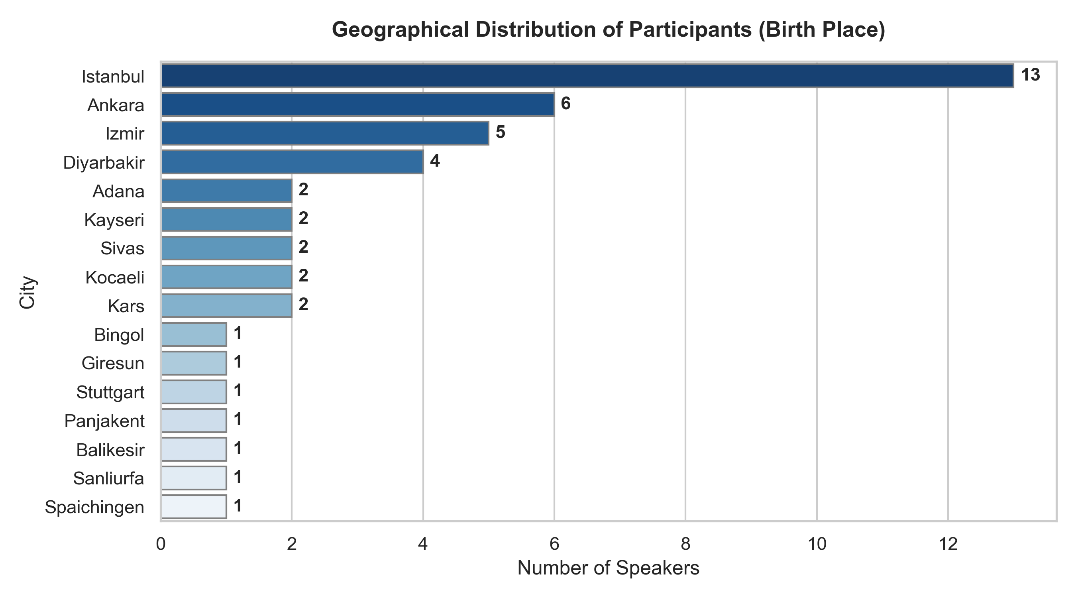 Geographical Distribution of Participants (Birth Place)
Istanbul 13
Ankara 6
Izmir 5
Diyarbakir 4
Adana 2
Kayseri 2
Sivas 2
Kocaeli 2
Kars 2
Bingol 1
Giresun 1
Stuttgart 1
Panjakent 1
Balikesir 1
Sanliurfa 1
Spaichingen 1
City
0 2 4 6 8 10 12
Number of Speakers